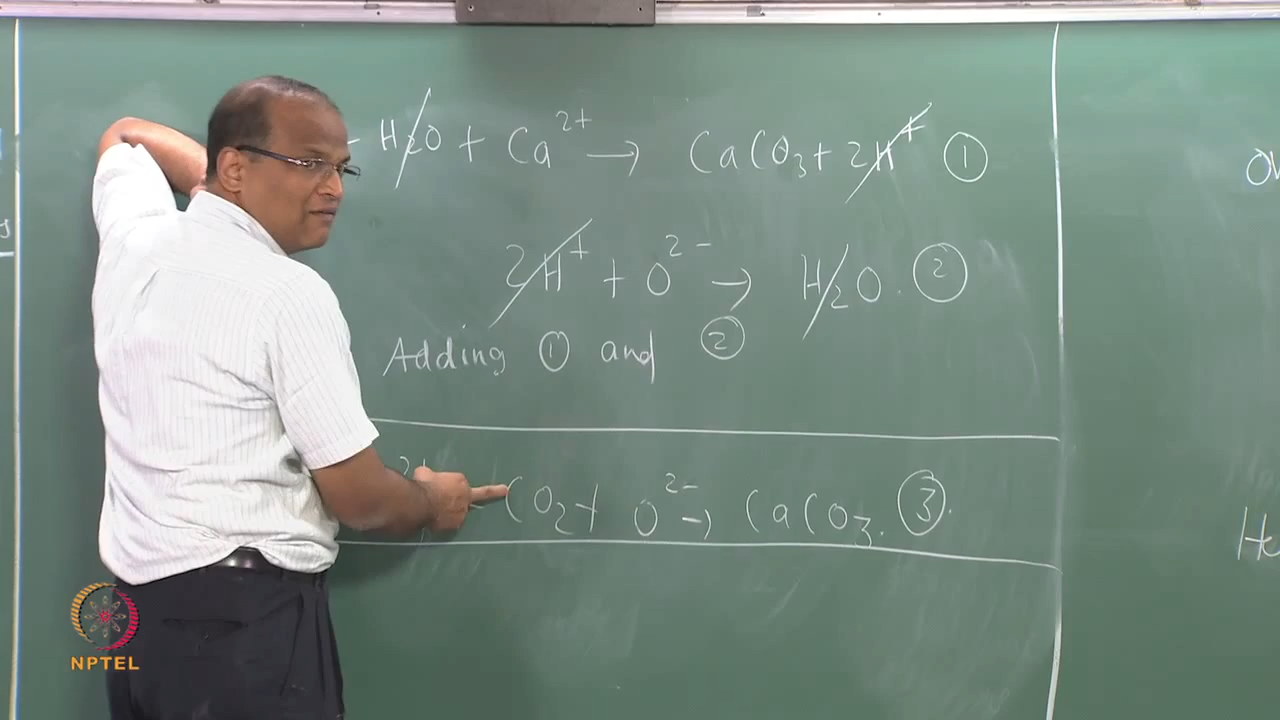 H₂O + Ca²⁺ → CaCO₃ + 2H⁺ ①
2H⁺ + O²⁻ → H₂O. ②
Adding ① and ②
CO₂ + O²⁻ → CaCO₃. ③.
NPTEL